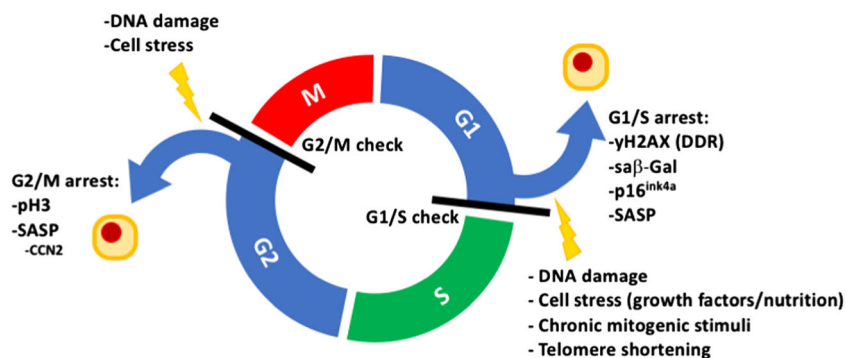 -DNA damage
-Cell stress
M
G1
G2/M check
G1/S arrest:
-yH2AX (DDR)
-saβ-Gal
-p16ink4a
-SASP
G2/M arrest:
-pH3
-SASP
-CCN2
G1/S check
G2
S
- DNA damage
- Cell stress (growth factors/nutrition)
- Chronic mitogenic stimuli
- Telomere shortening